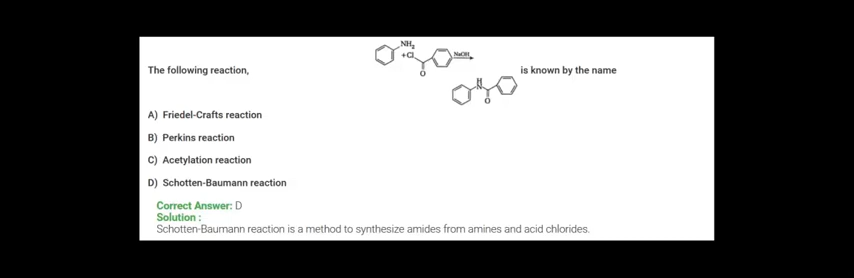 NH2
+Cl
NaOH
O
The following reaction, is known by the name
H
N
O
A) Friedel-Crafts reaction
B) Perkins reaction
C) Acetylation reaction
D) Schotten-Baumann reaction
Correct Answer: D
Solution :
Schotten-Baumann reaction is a method to synthesize amides from amines and acid chlorides.